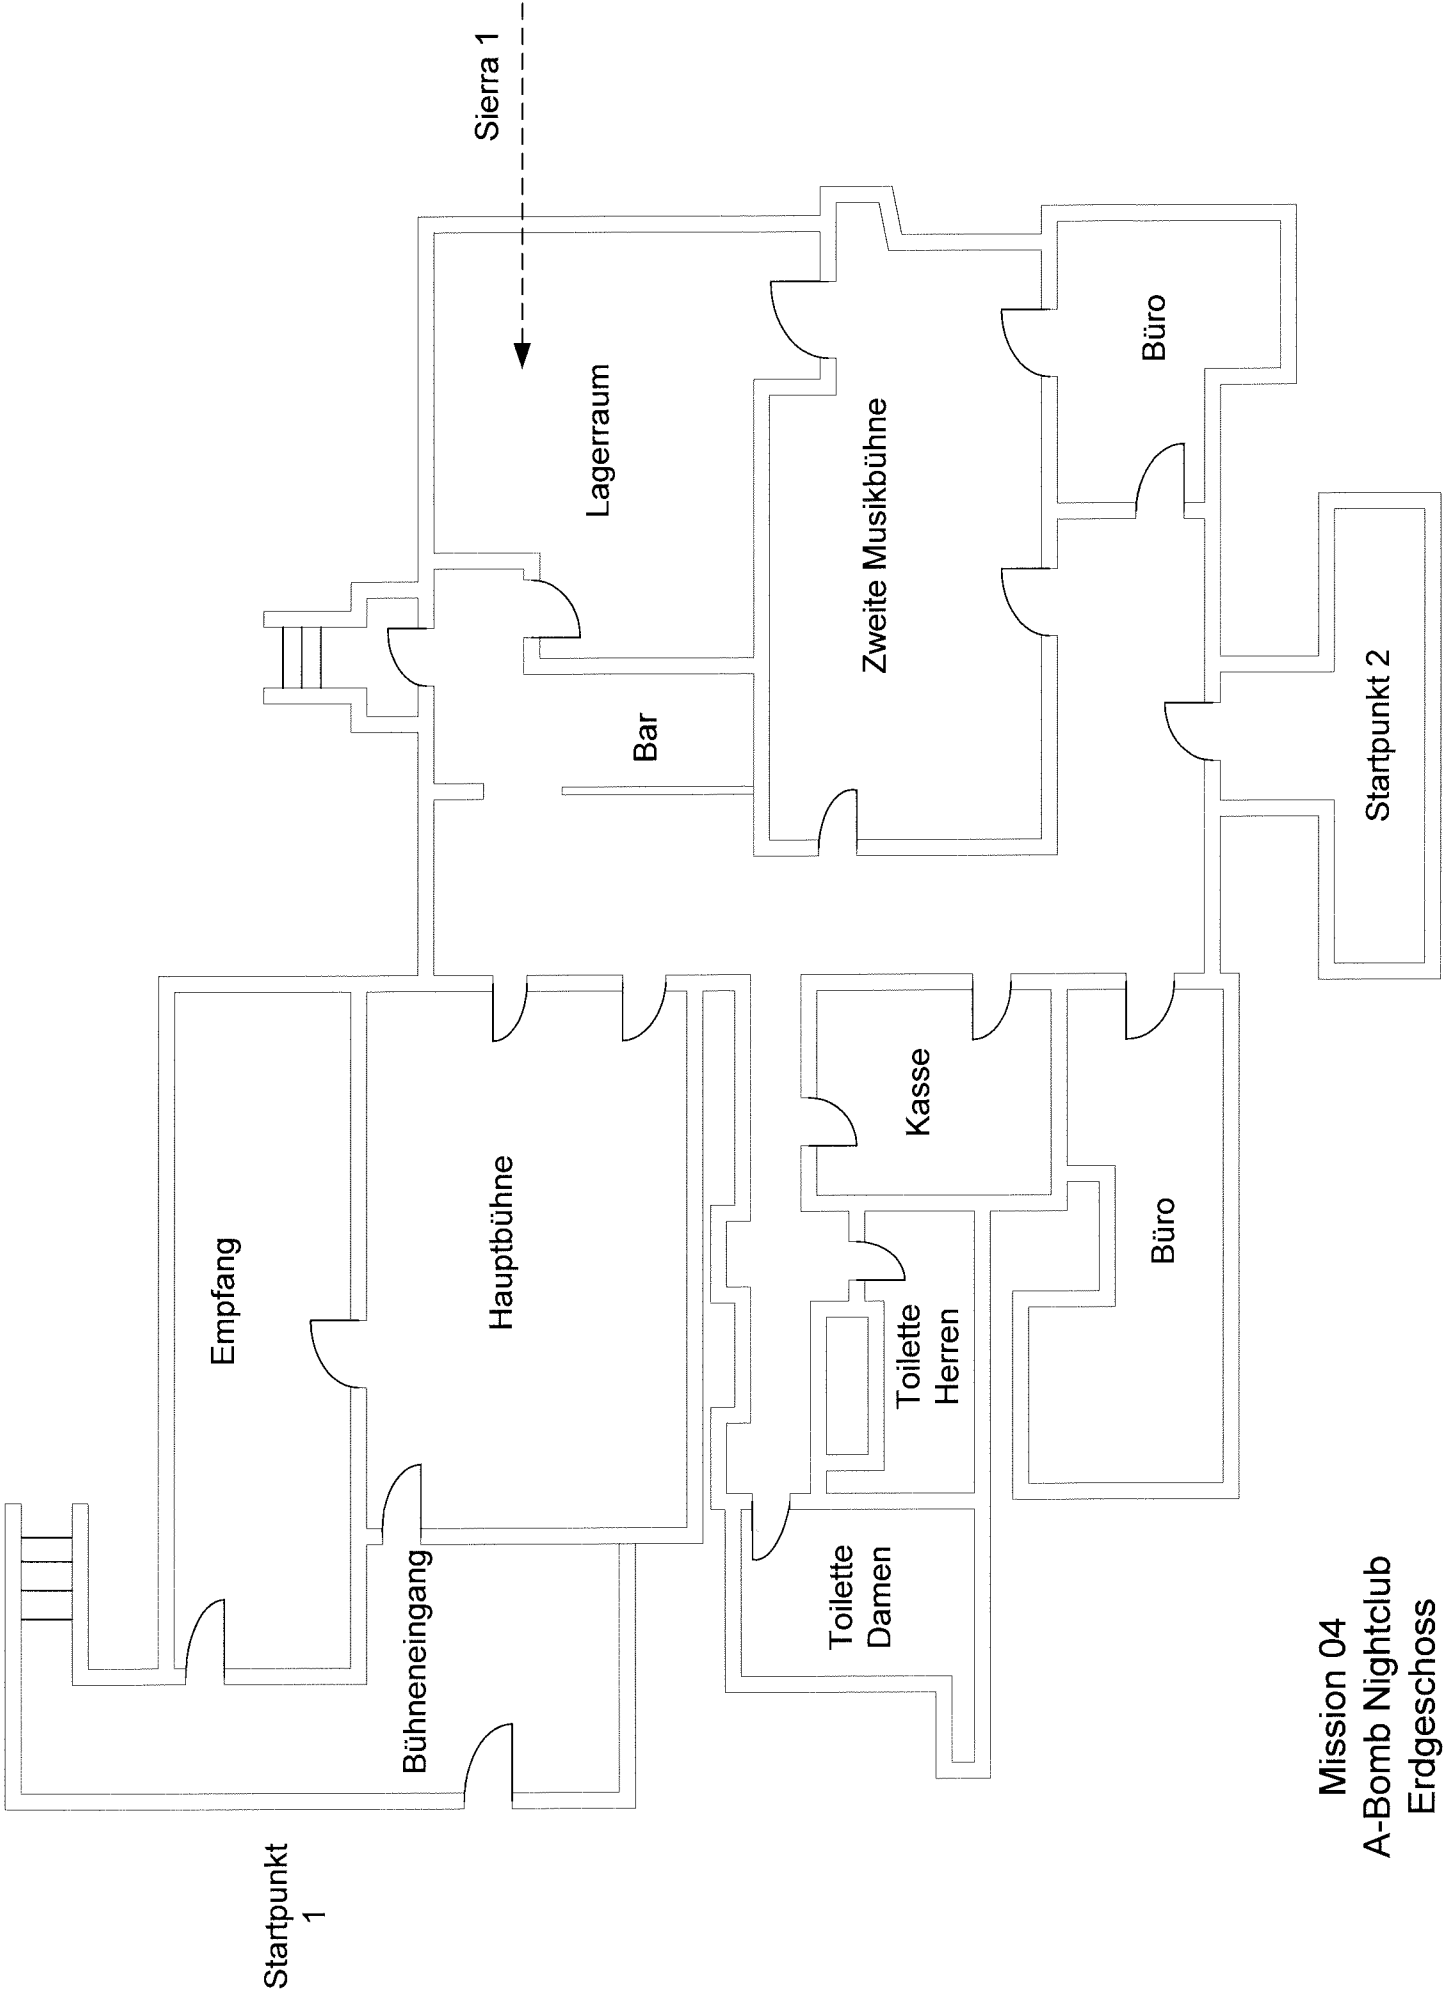 Startpunkt
1
Bühneneingang
Empfang
Hauptbühne
Toilette
Damen
Toilette
Herren
Kasse
Büro
Bar
Lagerraum
Sierra 1
Zweite Musikbühne
Büro
Startpunkt 2
Mission 04
A-Bomb Nightclub
Erdgeschoss